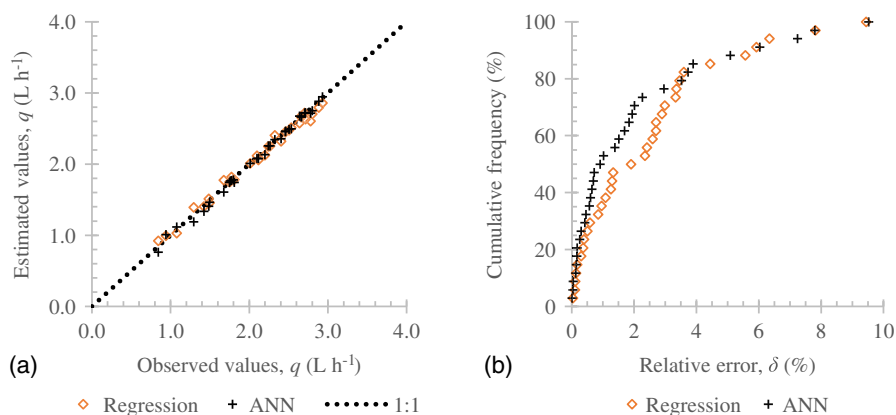 4.0
3.0
2.0
1.0
0.0
0.0 1.0 2.0 3.0 4.0
Estimated values, q (L h-1)
Observed values, q (L h-1)
(a)
Regression ANN 1:1
100
80
60
40
20
0
0 2 4 6 8 10
Cumulative frequency (%)
Relative error, δ (%)
(b)
Regression ANN